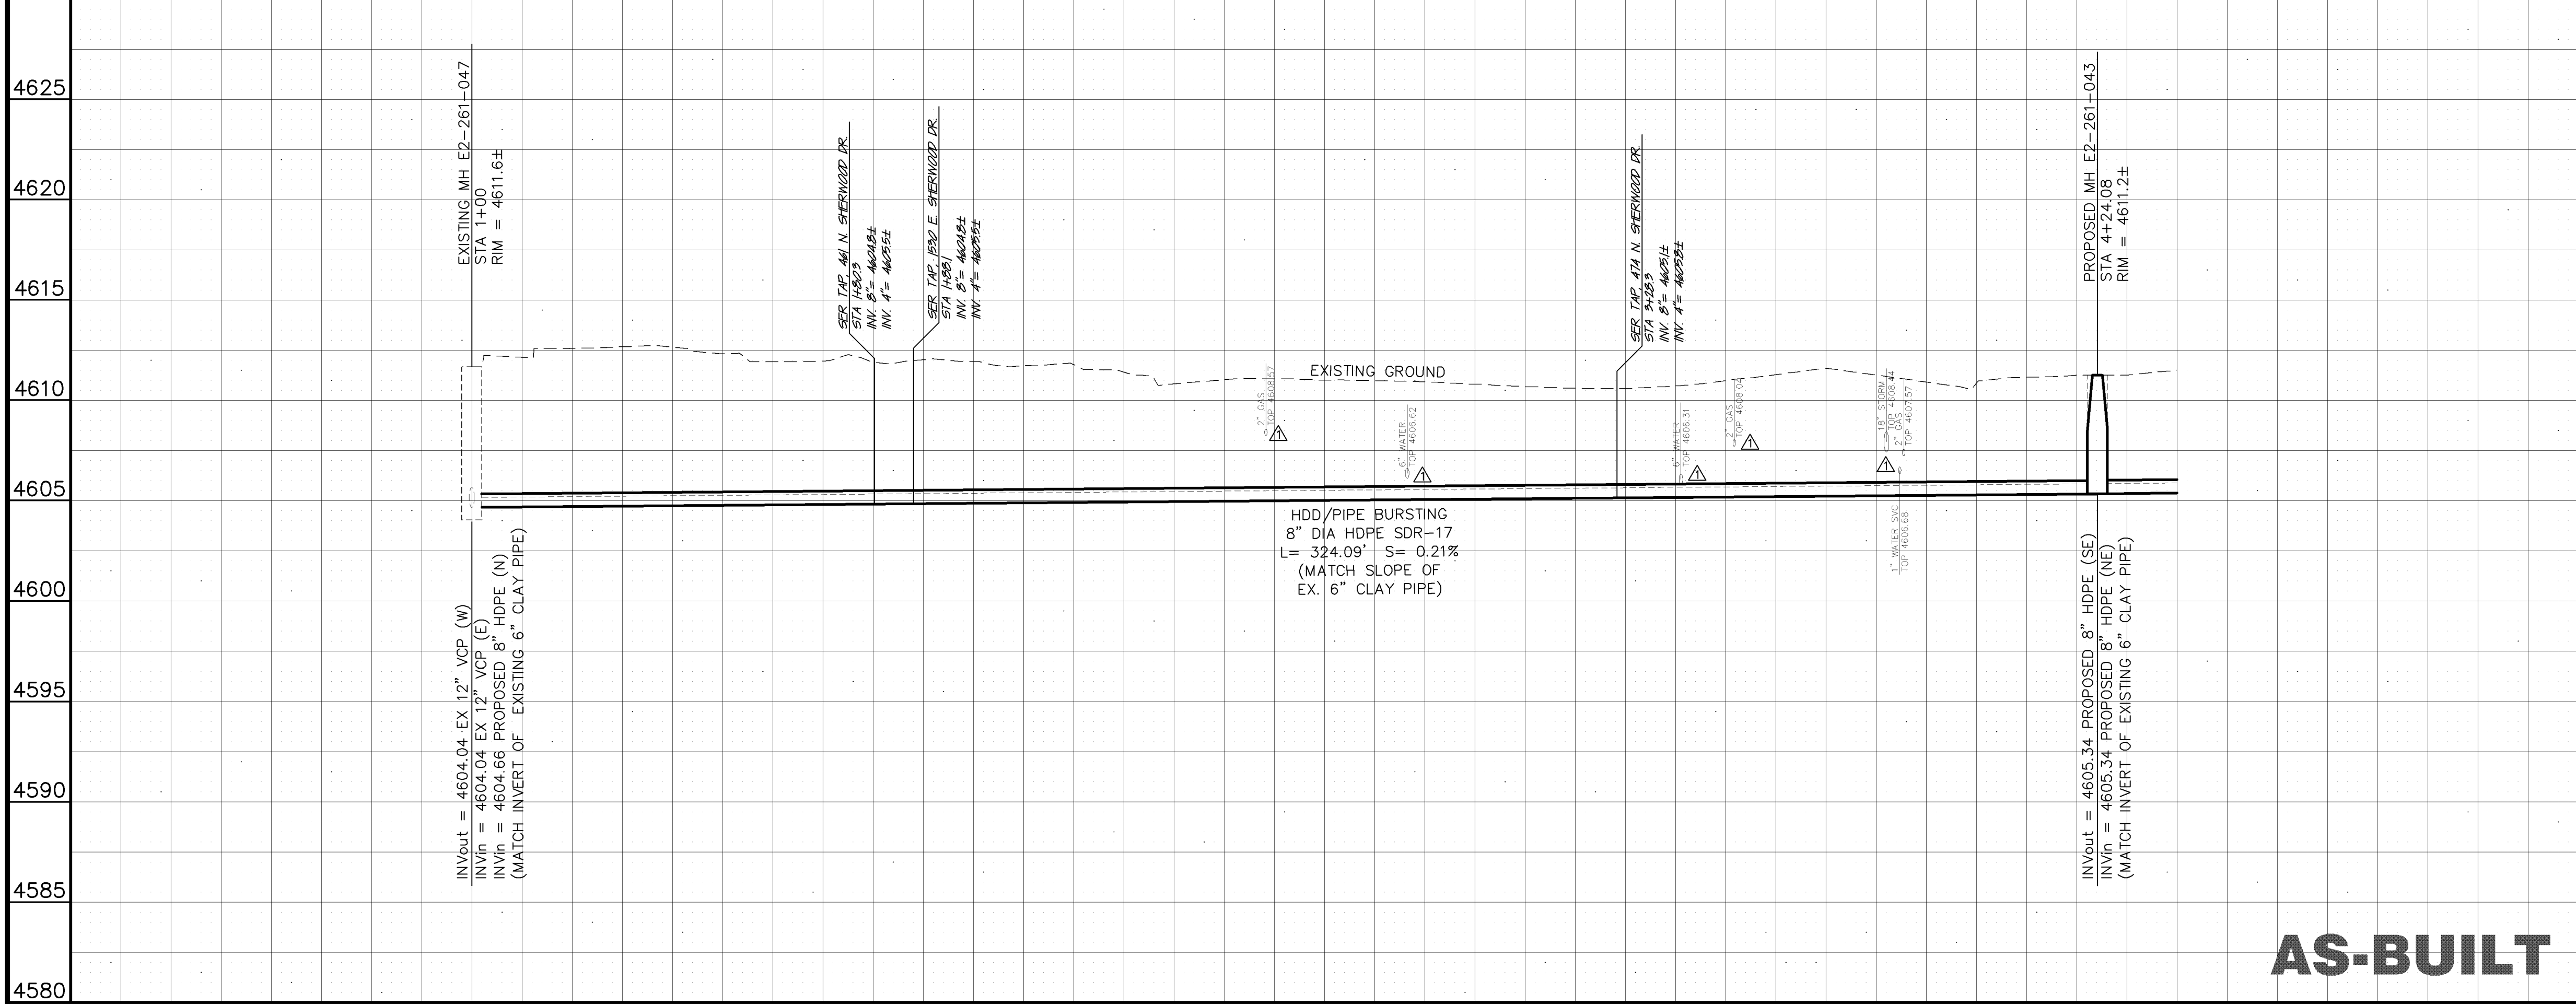 4625
4620
4615
4610
4605
4600
4595
4590
4585
4580
EXISTING MH E2-261-047
STA 1+00
RIM = 4611.6±
SER TAP, 461 N. SHERWOOD DR.
STA 1+80.3
INV. 8"= 4604.8±
INV. 4"= 4605.5±
SER TAP, 1530 E. SHERWOOD DR.
STA 1+88.1
INV. 8"= 4604.8±
INV. 4"= 4605.5±
SER TAP, 474 N. SHERWOOD DR.
STA 3+28.3
INV. 8"= 4605.1±
INV. 4"= 4605.8±
PROPOSED MH E2-261-043
STA 4+24.08
RIM = 4611.2±
EXISTING GROUND
2" GAS
TOP 4608.57
1
6" WATER
TOP 4606.62
1
6" WATER
TOP 4606.31
1
2" GAS
TOP 4608.04
1
18" STORM
TOP 4608.44
2" GAS
TOP 4607.57
1
1" WATER SVC
TOP 4606.68
HDD/PIPE BURSTING
8" DIA HDPE SDR-17
L= 324.09' S= 0.21%
(MATCH SLOPE OF
EX. 6" CLAY PIPE)
INVout = 4604.04 EX 12" VCP (W)
INVin = 4604.04 EX 12" VCP (E)
INVin = 4604.66 PROPOSED 8" HDPE (N)
(MATCH INVERT OF EXISTING 6" CLAY PIPE)
INVout = 4605.34 PROPOSED 8" HDPE (SE)
INVin = 4605.34 PROPOSED 8" HDPE (NE)
(MATCH INVERT OF EXISTING 6" CLAY PIPE)
AS-BUILT